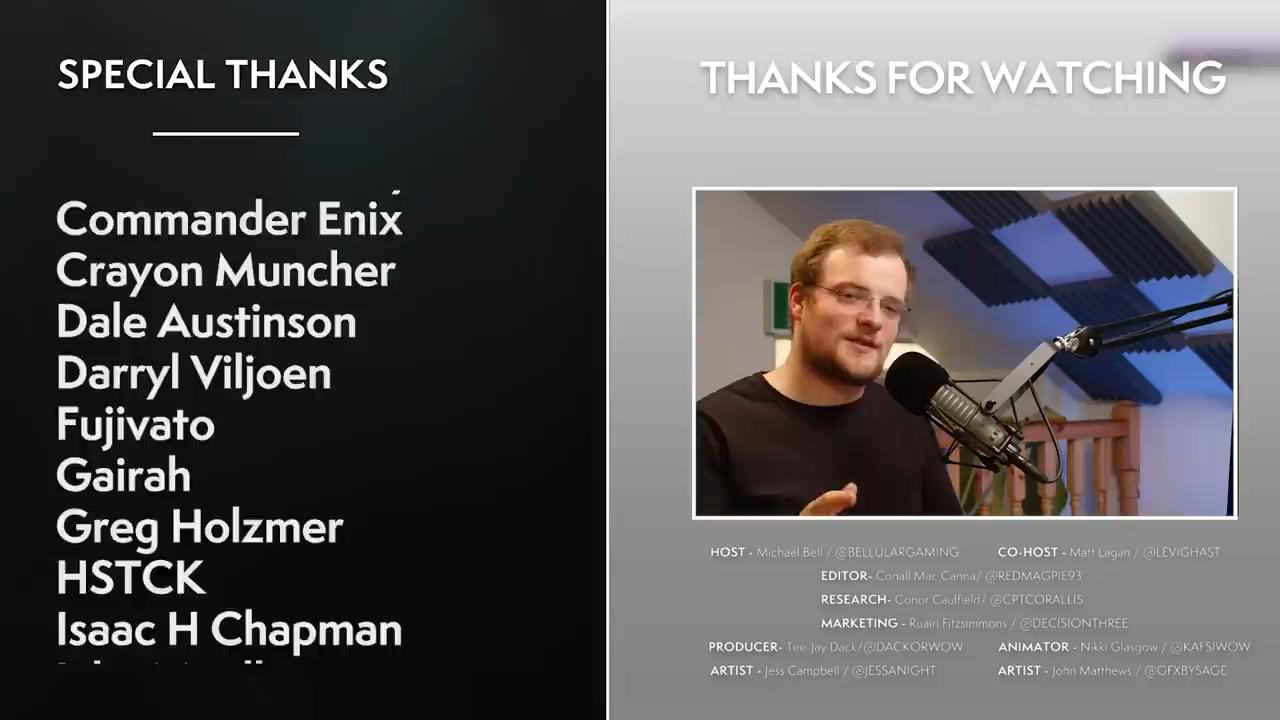 SPECIAL THANKS
Commander Enix
Crayon Muncher
Dale Austinson
Darryl Viljoen
Fujivato
Gairah
Greg Holzmer
HSTCK
Isaac H Chapman
THANKS FOR WATCHING
HOST - Michael Bell / @BELLULARGAMING
CO-HOST - Matt Lagan / @LEVIGHAST
EDITOR- Conall Mac Canna/ @REDMAGPIE93
RESEARCH- Conor Caulfield/ @CPTCORALLIS
MARKETING - Ruairi Fitzsimmons / @DECISIONTHREE
PRODUCER- Tee-Jay Dack/@DACKORWOW
ANIMATOR - Nikki Glasgow / @KAFSIWOW
ARTIST - Jess Campbell / @JESSANIGHT
ARTIST - John Matthews / @GFXBYSAGE